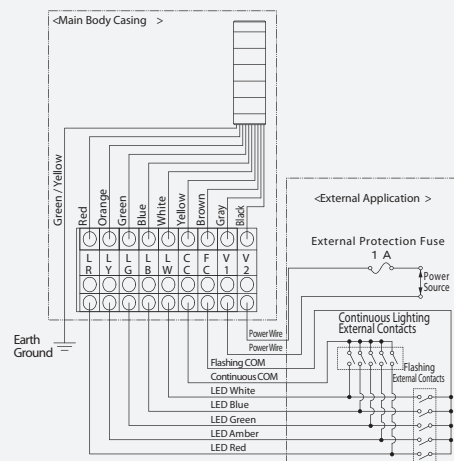 <Main Body Casing >
Green / Yellow
Red
Orange
Green
Blue
White
Yellow
Brown
Gray
Black
L R
L Y
L G
L B
L W
C C
F C
V 1
V 2
<External Application >
External Protection Fuse
1 A
Power
Source
Power Wire
Power Wire
Continuous Lighting
External Contacts
Earth
Ground
Flashing COM
Continuous COM
Flashing
External Contacts
LED White
LED Blue
LED Green
LED Amber
LED Red